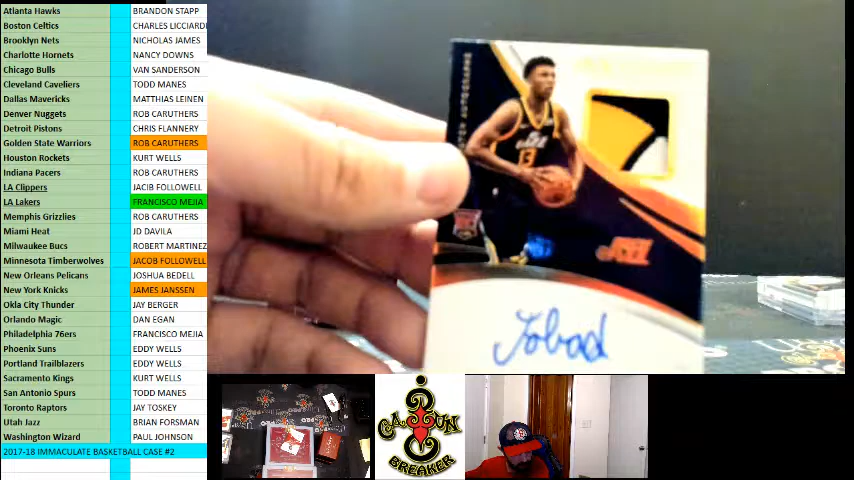 Atlanta Hawks BRANDON STAPP
Boston Celtics CHARLES LICCIARDI
Brooklyn Nets NICHOLAS JAMES
Charlotte Hornets NANCY DOWNS
Chicago Bulls VAN SANDERSON
Cleveland Cavaliers TODD MANES
Dallas Mavericks MATTHIAS LEINEN
Denver Nuggets ROB CARUTHERS
Detroit Pistons CHRIS FLANNERY
Golden State Warriors ROB CARUTHERS
Houston Rockets KURT WELLS
Indiana Pacers ROB CARUTHERS
LA Clippers JACIB FOLLOWELL
LA Lakers FRANCISCO MEJIA
Memphis Grizzlies ROB CARUTHERS
Miami Heat JD DAVILA
Milwaukee Bucs ROBERT MARTINEZ
Minnesota Timberwolves JACOB FOLLOWELL
New Orleans Pelicans JOSHUA BEDELL
New York Knicks JAMES JANSSEN
Okla City Thunder JAY BERGER
Orlando Magic DAN EGAN
Philadelphia 76ers FRANCISCO MEJIA
Phoenix Suns EDDY WELLS
Portland Trailblazers EDDY WELLS
Sacramento Kings KURT WELLS
San Antonio Spurs TODD MANES
Toronto Raptors JAY TOSKEY
Utah Jazz BRIAN FORSMAN
Washington Wizard PAUL JOHNSON
2017-18 IMMACULATE BASKETBALL CASE #2
AUTOGRAPHS
13
RC
JAZZ
CAJUN
BREAKER